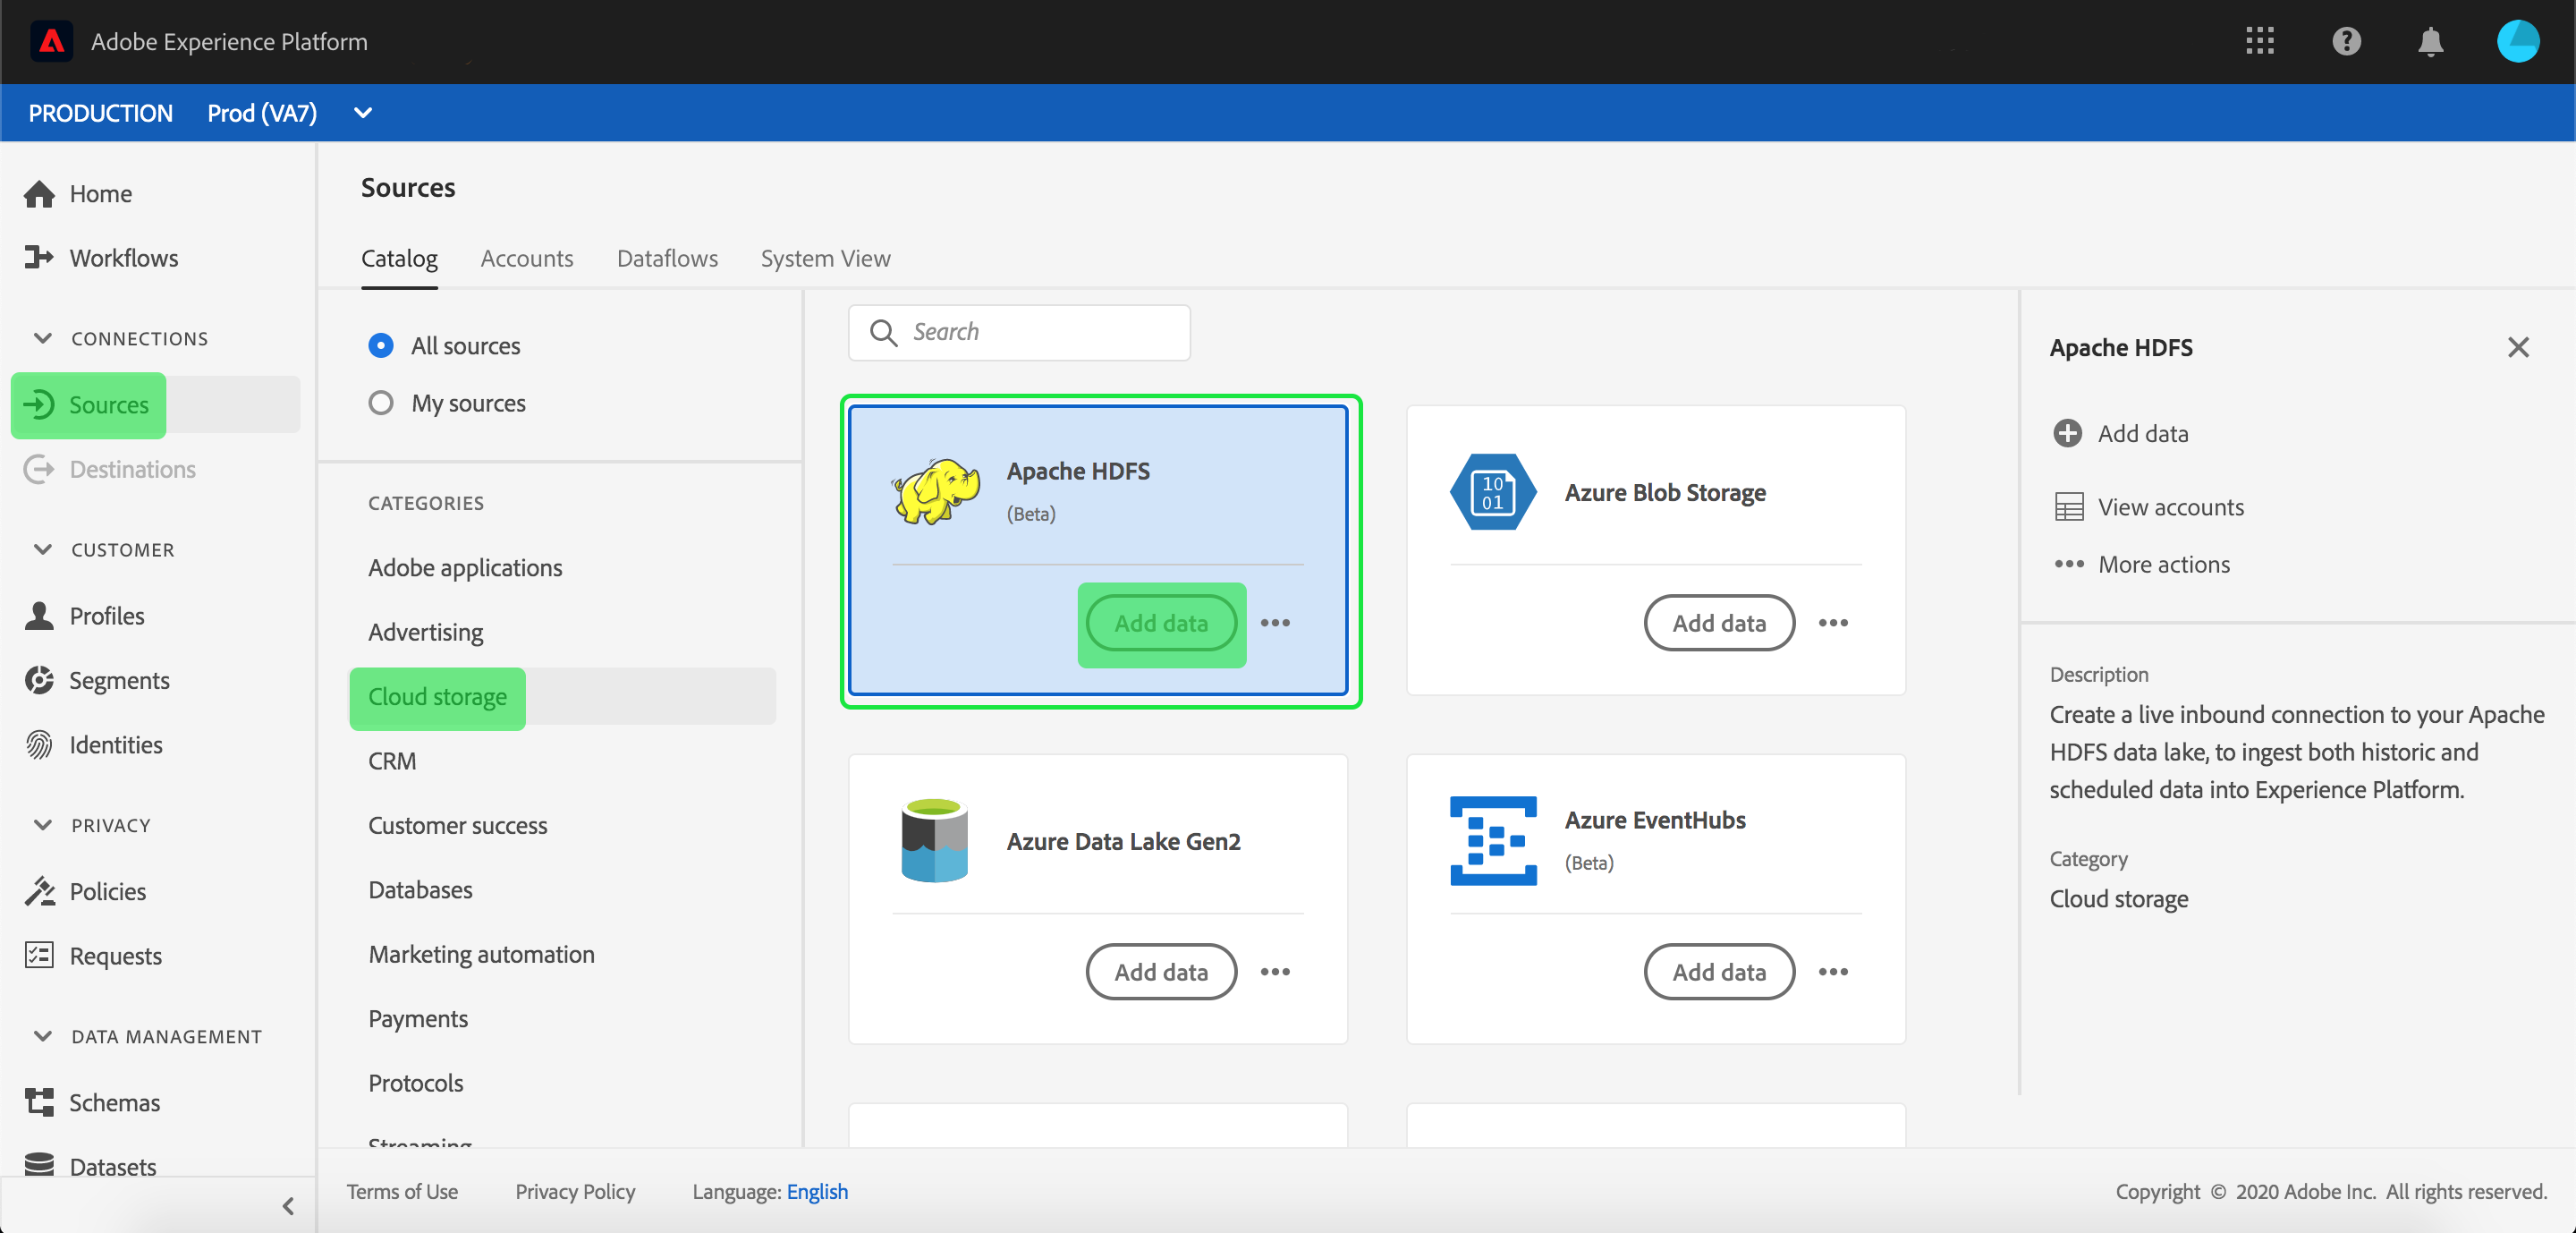 Adobe Experience Platform
PRODUCTION Prod (VA7)
Home
Workflows
CONNECTIONS
Sources
Destinations
CUSTOMER
Profiles
Segments
Identities
PRIVACY
Policies
Requests
DATA MANAGEMENT
Schemas
Datasets
Sources
Catalog Accounts Dataflows System View
All sources
My sources
CATEGORIES
Adobe applications
Advertising
Cloud storage
CRM
Customer success
Databases
Marketing automation
Payments
Protocols
Streaming
Search
Apache HDFS
(Beta)
Add data
Azure Blob Storage
10
01
Add data
Azure Data Lake Gen2
Add data
Azure EventHubs
(Beta)
Add data
Apache HDFS
Add data
View accounts
More actions
Description
Create a live inbound connection to your Apache
HDFS data lake, to ingest both historic and
scheduled data into Experience Platform.
Category
Cloud storage
Terms of Use Privacy Policy Language: English
Copyright © 2020 Adobe Inc. All rights reserved.